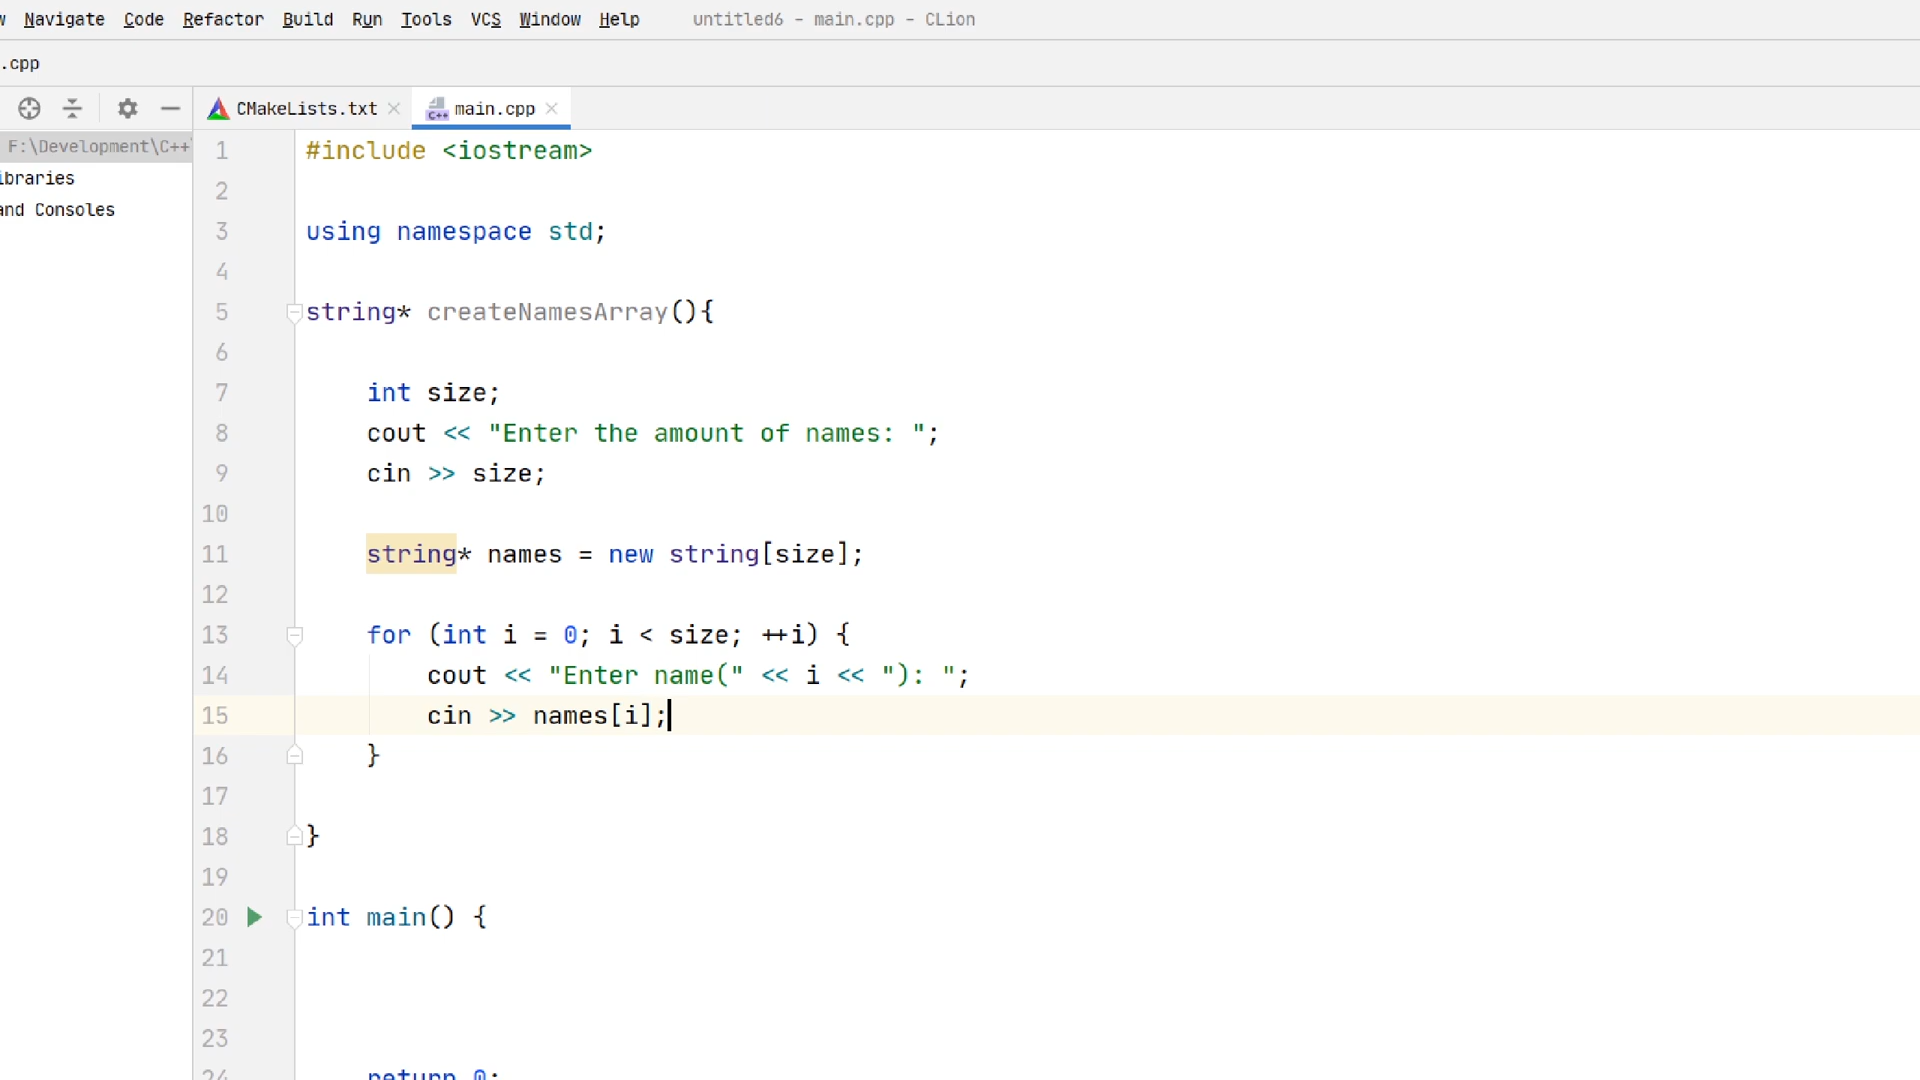 Navigate Code Refactor Build Run Tools VCS Window Help untitled6 - main.cpp - CLion
.cpp
CMakeLists.txt main.cpp
F:\Development\C++\
ibraries
and Consoles
1 #include <iostream>
2
3 using namespace std;
4
5 string* createNamesArray(){
6
7 int size;
8 cout << "Enter the amount of names: ";
9 cin >> size;
10
11 string* names = new string[size];
12
13 for (int i = 0; i < size; ++i) {
14 cout << "Enter name(" << i << "): ";
15 cin >> names[i];
16 }
17
18 }
19
20 int main() {
21
22
23
24 return 0;